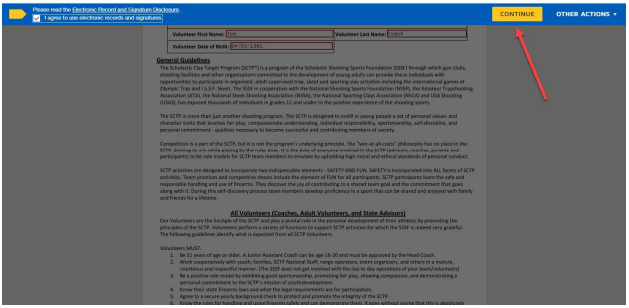 Please read the Electronic Record and Signature Disclosure.
I agree to use electronic records and signatures.
CONTINUE
OTHER ACTIONS
Volunteer First Name: Joe Volunteer Last Name: Coach
Volunteer Date of Birth: 04/03/1981
General Guidelines
The Scholastic Clay Target Program (SCTP®) is a program of the Scholastic Shooting Sports Foundation (SSSF) through which gun clubs,
shooting facilities and other organizations committed to the development of young adults can provide those individuals with
opportunities to participate in organized, adult supervised trap, skeet and sporting clay activities including the international games of
Olympic Trap and I.S.S.F. Skeet. The SSSF in cooperation with the National Shooting Sports Foundation (NSSF), the Amateur Trapshooting
Association (ATA), the National Skeet Shooting Association (NSSA), the National Sporting Clays Association (NSCA) and USA Shooting
(USAS), has exposed thousands of individuals in grades 12 and under to the positive experience of the shooting sports.
The SCTP is more than just another shooting program. The SCTP is designed to instill in young people a set of personal values and
character traits that teaches fair play, compassionate understanding, individual responsibility, sportsmanship, self-discipline, and
personal commitment - qualities necessary to become successful and contributing members of society.
Competition is a part of the SCTP, but it is not the program's underlying principle. The "win-at-all-costs" philosophy has no place in the
SCTP. Striving to win while playing by the rules does. It is the duty of everyone involved in the SCTP (advisors, coaches, parents and
participants) to be role models for SCTP team members to emulate by upholding high moral and ethical standards of personal conduct.
SCTP activities are designed to incorporate two indispensable elements - SAFETY AND FUN. SAFETY is incorporated into ALL facets of SCTP
activities. Team practices and competitive shoots include the element of FUN for all participants. SCTP participants learn the safe and
responsible handling and use of firearms. They discover the joy of contributing to a shared team goal and the commitment that goes
along with it. During this self-discovery process team members develop proficiency in a sport that can be shared and enjoyed with family
and friends for a lifetime.
All Volunteers (Coaches, Adult Volunteers, and State Advisors)
Our Volunteers are the linchpin of the SCTP and play a pivotal role in the personal development of their athletes by promoting the
principles of the SCTP. Volunteers perform a variety of functions to support SCTP activities for which the SSSF is indeed very grateful.
The following guidelines identify what is expected from all SCTP Volunteers.
Volunteers MUST:
1. Be 21 years of age or older. A Junior Assistant Coach can be age 18-20 and must be approved by the Head Coach.
2. Work cooperatively with youth, families, SCTP National Staff, range operators, event organizers, and others in a mature,
courteous and respectful manner. (The SSSF does not get involved with the day to day operations of your team/volunteers)
3. Be a positive role model by exhibiting good sportsmanship, promoting fair play, showing compassion, and demonstrating a
personal commitment to the SCTP's mission of youth development.
4. Know their state firearms laws and what the legal requirements are for participation.
5. Agree to a secure yearly background check to protect and promote the integrity of the SCTP.
6. Know the rules for handling and using firearms safely and can demonstrate them. It goes without saying that this is absolutely